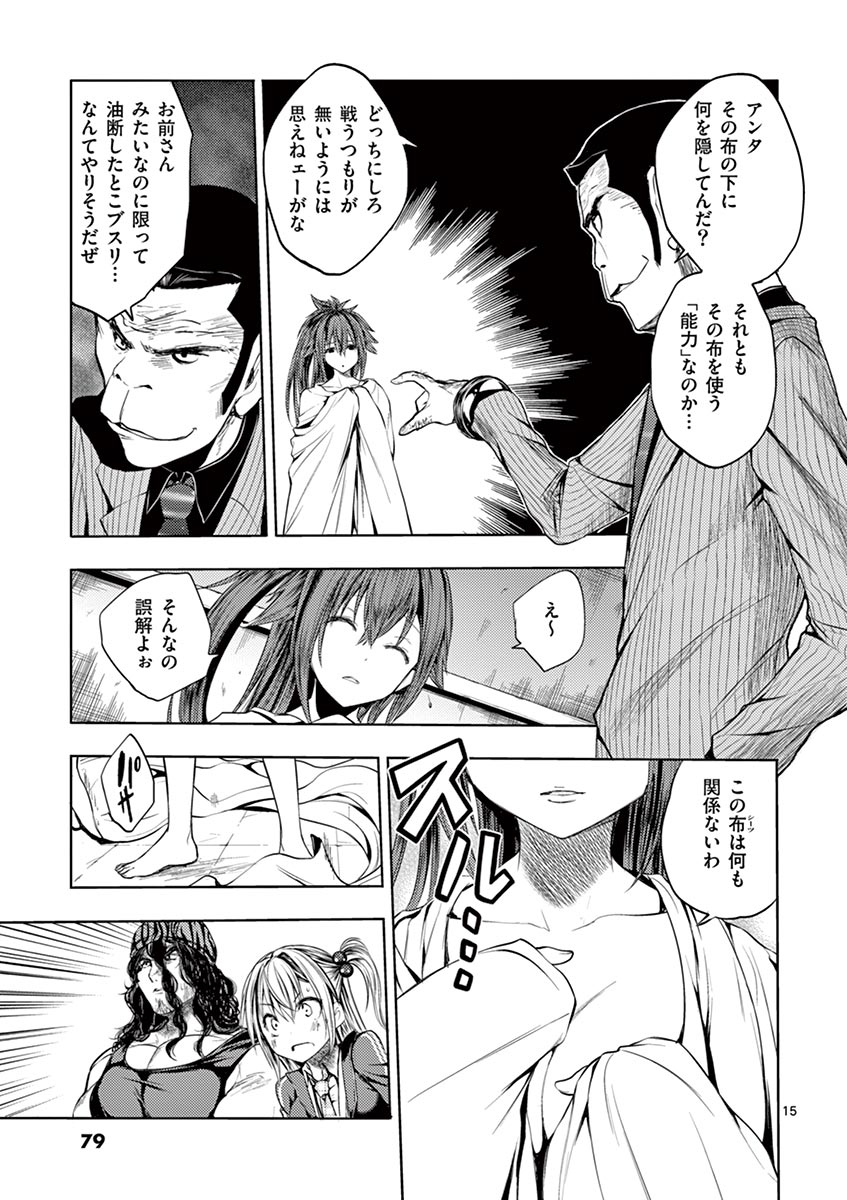 アンタ
その布の下に
何を隠してんだ？
それとも
その布を使う
「能力」なのか…
どっちにしろ
戦うつもりが
無いようには
思えねェーがな
お前さん
みたいなのに限って
油断したとこブスリ…
なんてやりそうだぜ
え〜
そんなの
誤解よぉ
この布は何も
シーツ
関係ないわ
スル…
パサ
15
79